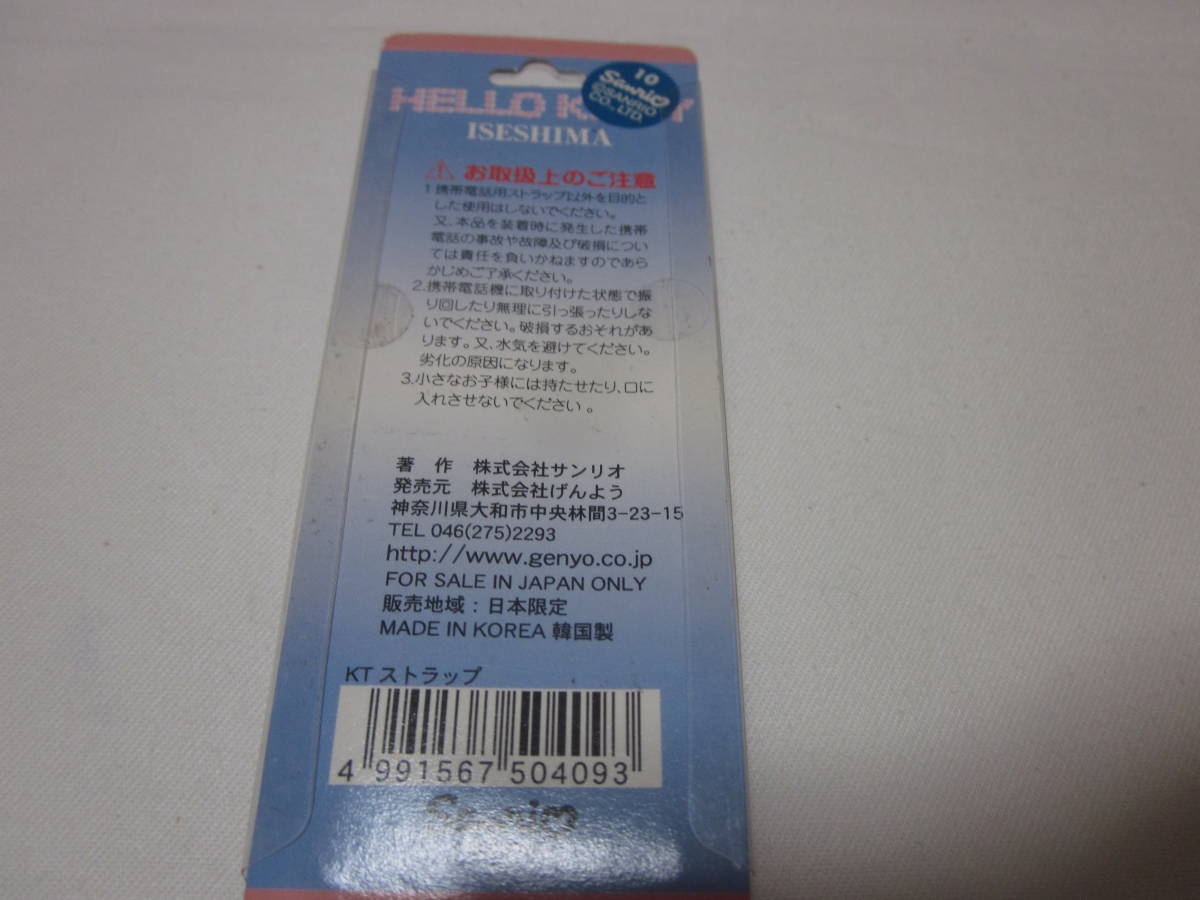 HELLO K Y
10
Sanrio
©SANRIO
CO., LTD.
ISESHIMA
お取扱上のご注意
1 携帯電話用ストラップ以外を目的と
した使用はしないでください。
又、本品を装着時に発生した携帯
電話の事故や故障及び破損につい
ては責任を負いかねますのであら
かじめご了承ください。
2.携帯電話機に取り付けた状態で振
り回したり無理に引っ張ったりしな
いでください。破損するおそれがあ
ります。又、水気を避けてください。
劣化の原因になります。
3.小さなお子様には持たせたり、口に
入れさせないでください 。
著 作 株式会社サンリオ
発売元 株式会社げんよう
神奈川県大和市中央林間3-23-15
TEL 046(275)2293
http://www.genyo.co.jp
FOR SALE IN JAPAN ONLY
販売地域：日本限定
MADE IN KOREA 韓国製
KT ストラップ
4 991567 504093
Sanrio